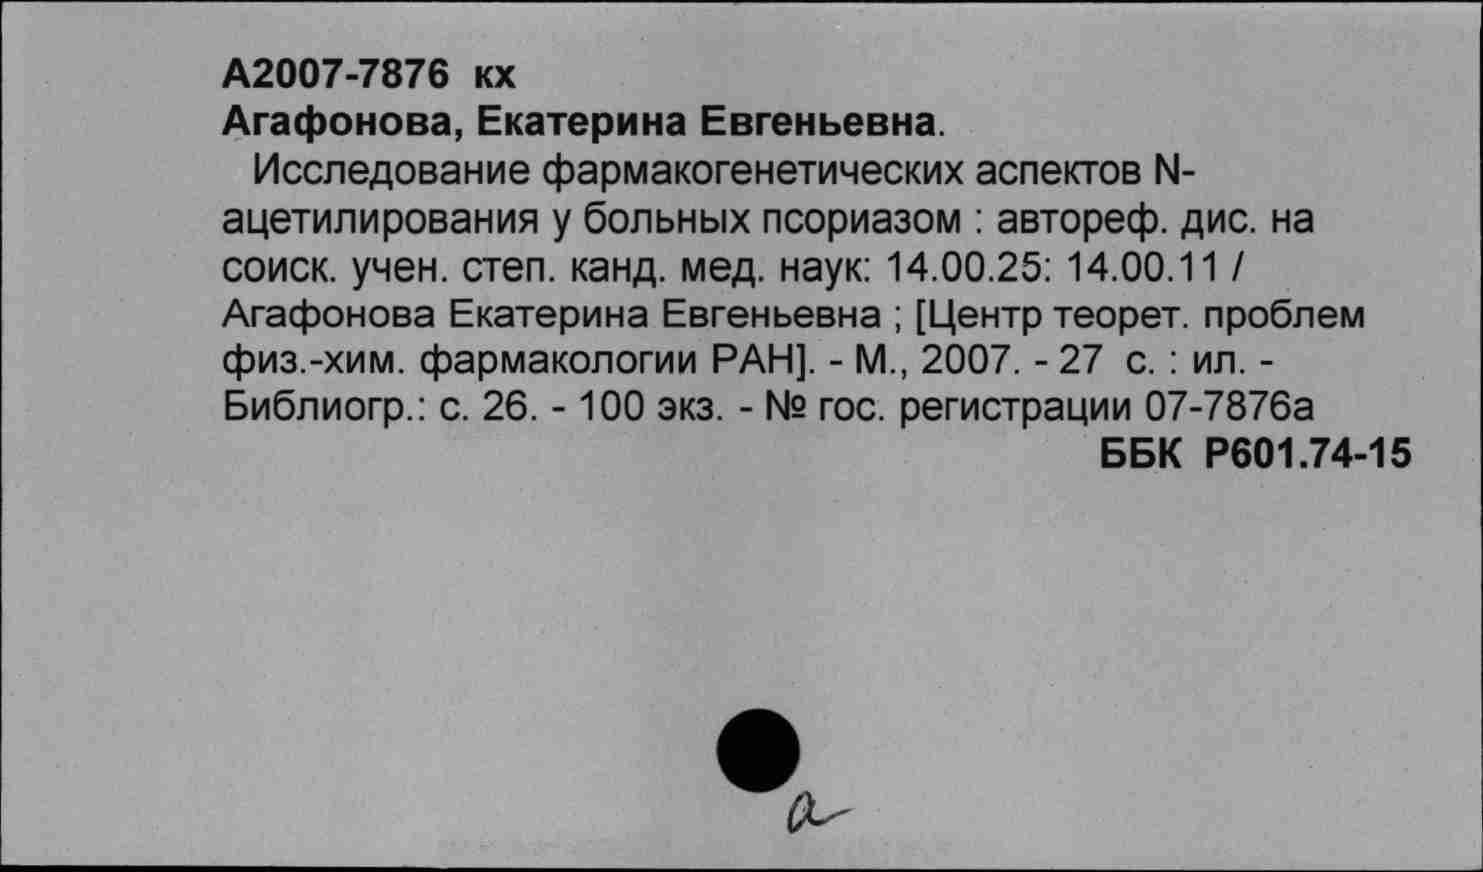 А2007-7876 кх
Агафонова, Екатерина Евгеньевна.
Исследование фармакогенетических аспектов N-
ацетилирования у больных псориазом : автореф. дис. на
соиск. учен. степ. канд. мед. наук: 14.00.25: 14.00.11 /
Агафонова Екатерина Евгеньевна ; [Центр теорет. проблем
физ.-хим. фармакологии РАН]. - М., 2007. - 27 с. : ил. -
Библиогр.: с. 26. - 100 экз. - № гос. регистрации 07-7876а
ББК Р601.74-15
а